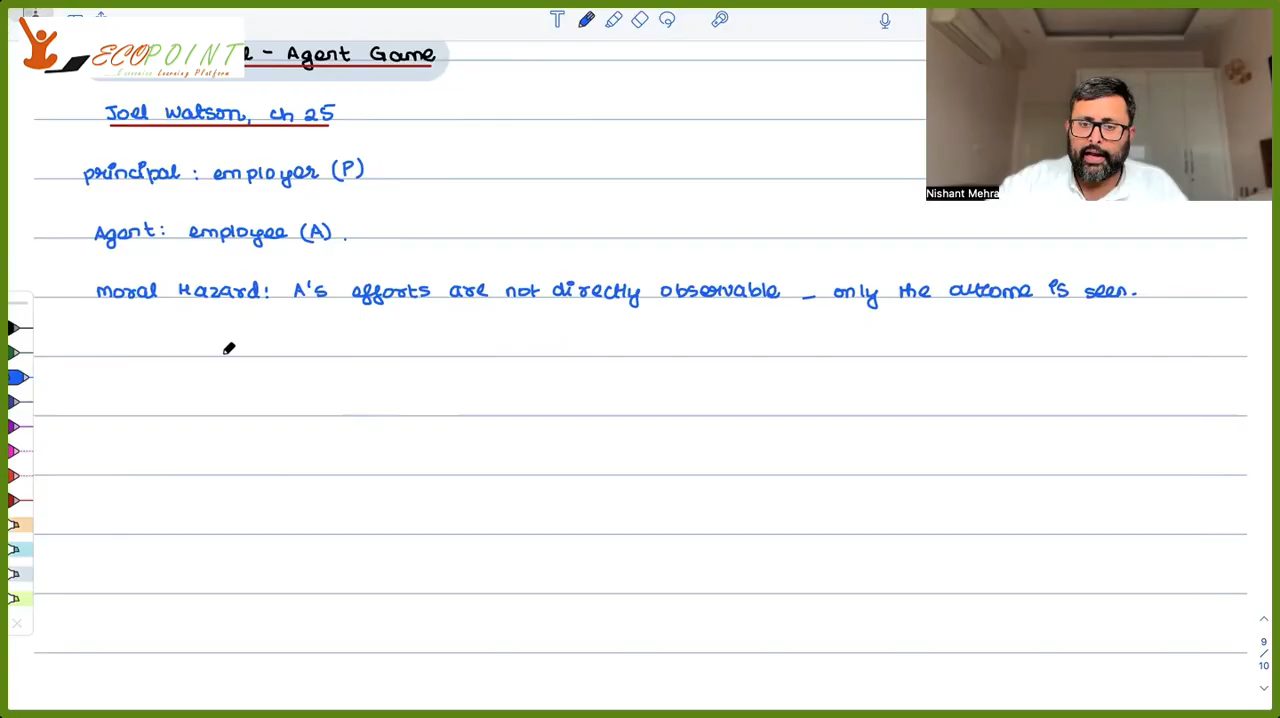 ECOPOINT
....Economics Learning Platform
- Agent Game
Joel Watson, ch 25
principal : employer (P)
Agent: employee (A) .
Moral Hazard: A's efforts are not directly observable - only the outcome is seen.
Nishant Mehra
9
/
10